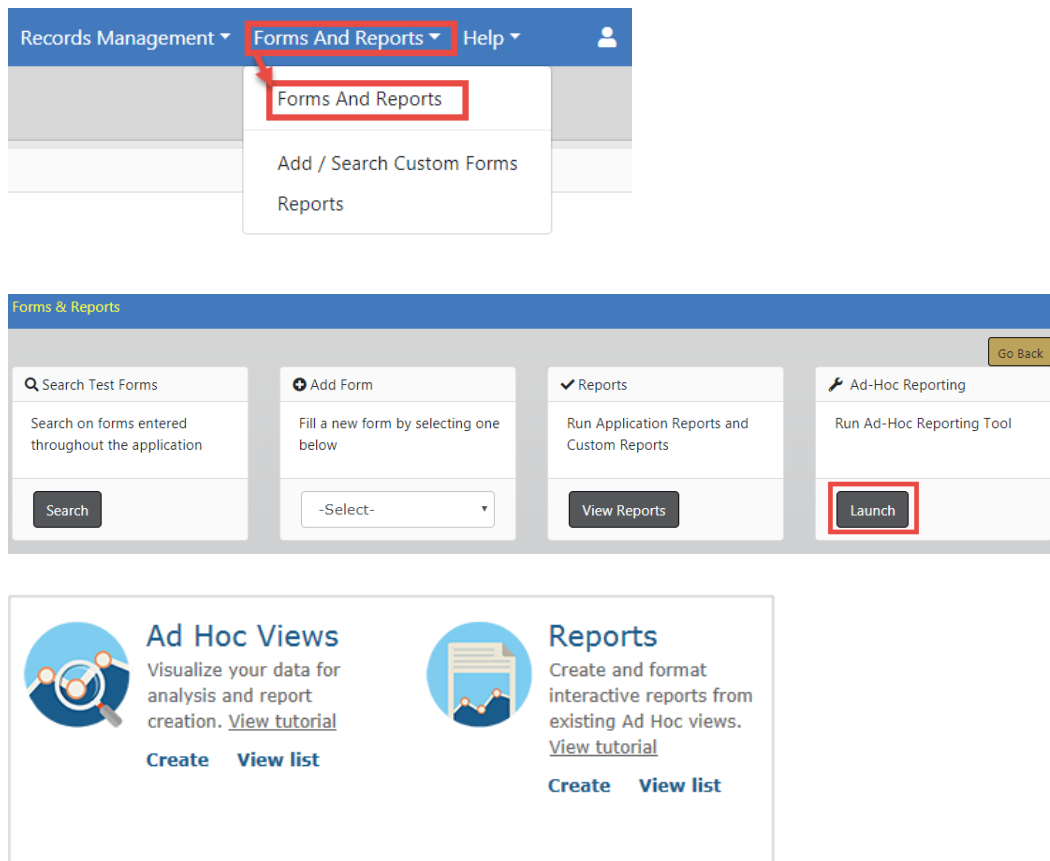 Records Management Forms And Reports Help
Forms And Reports
Add / Search Custom Forms
Reports
Forms & Reports
Go Back
Search Test Forms
Search on forms entered
throughout the application
Search
Add Form
Fill a new form by selecting one
below
-Select-
Reports
Run Application Reports and
Custom Reports
View Reports
Ad-Hoc Reporting
Run Ad-Hoc Reporting Tool
Launch
Ad Hoc Views
Visualize your data for
analysis and report
creation. View tutorial
Create View list
Reports
Create and format
interactive reports from
existing Ad Hoc views.
View tutorial
Create View list